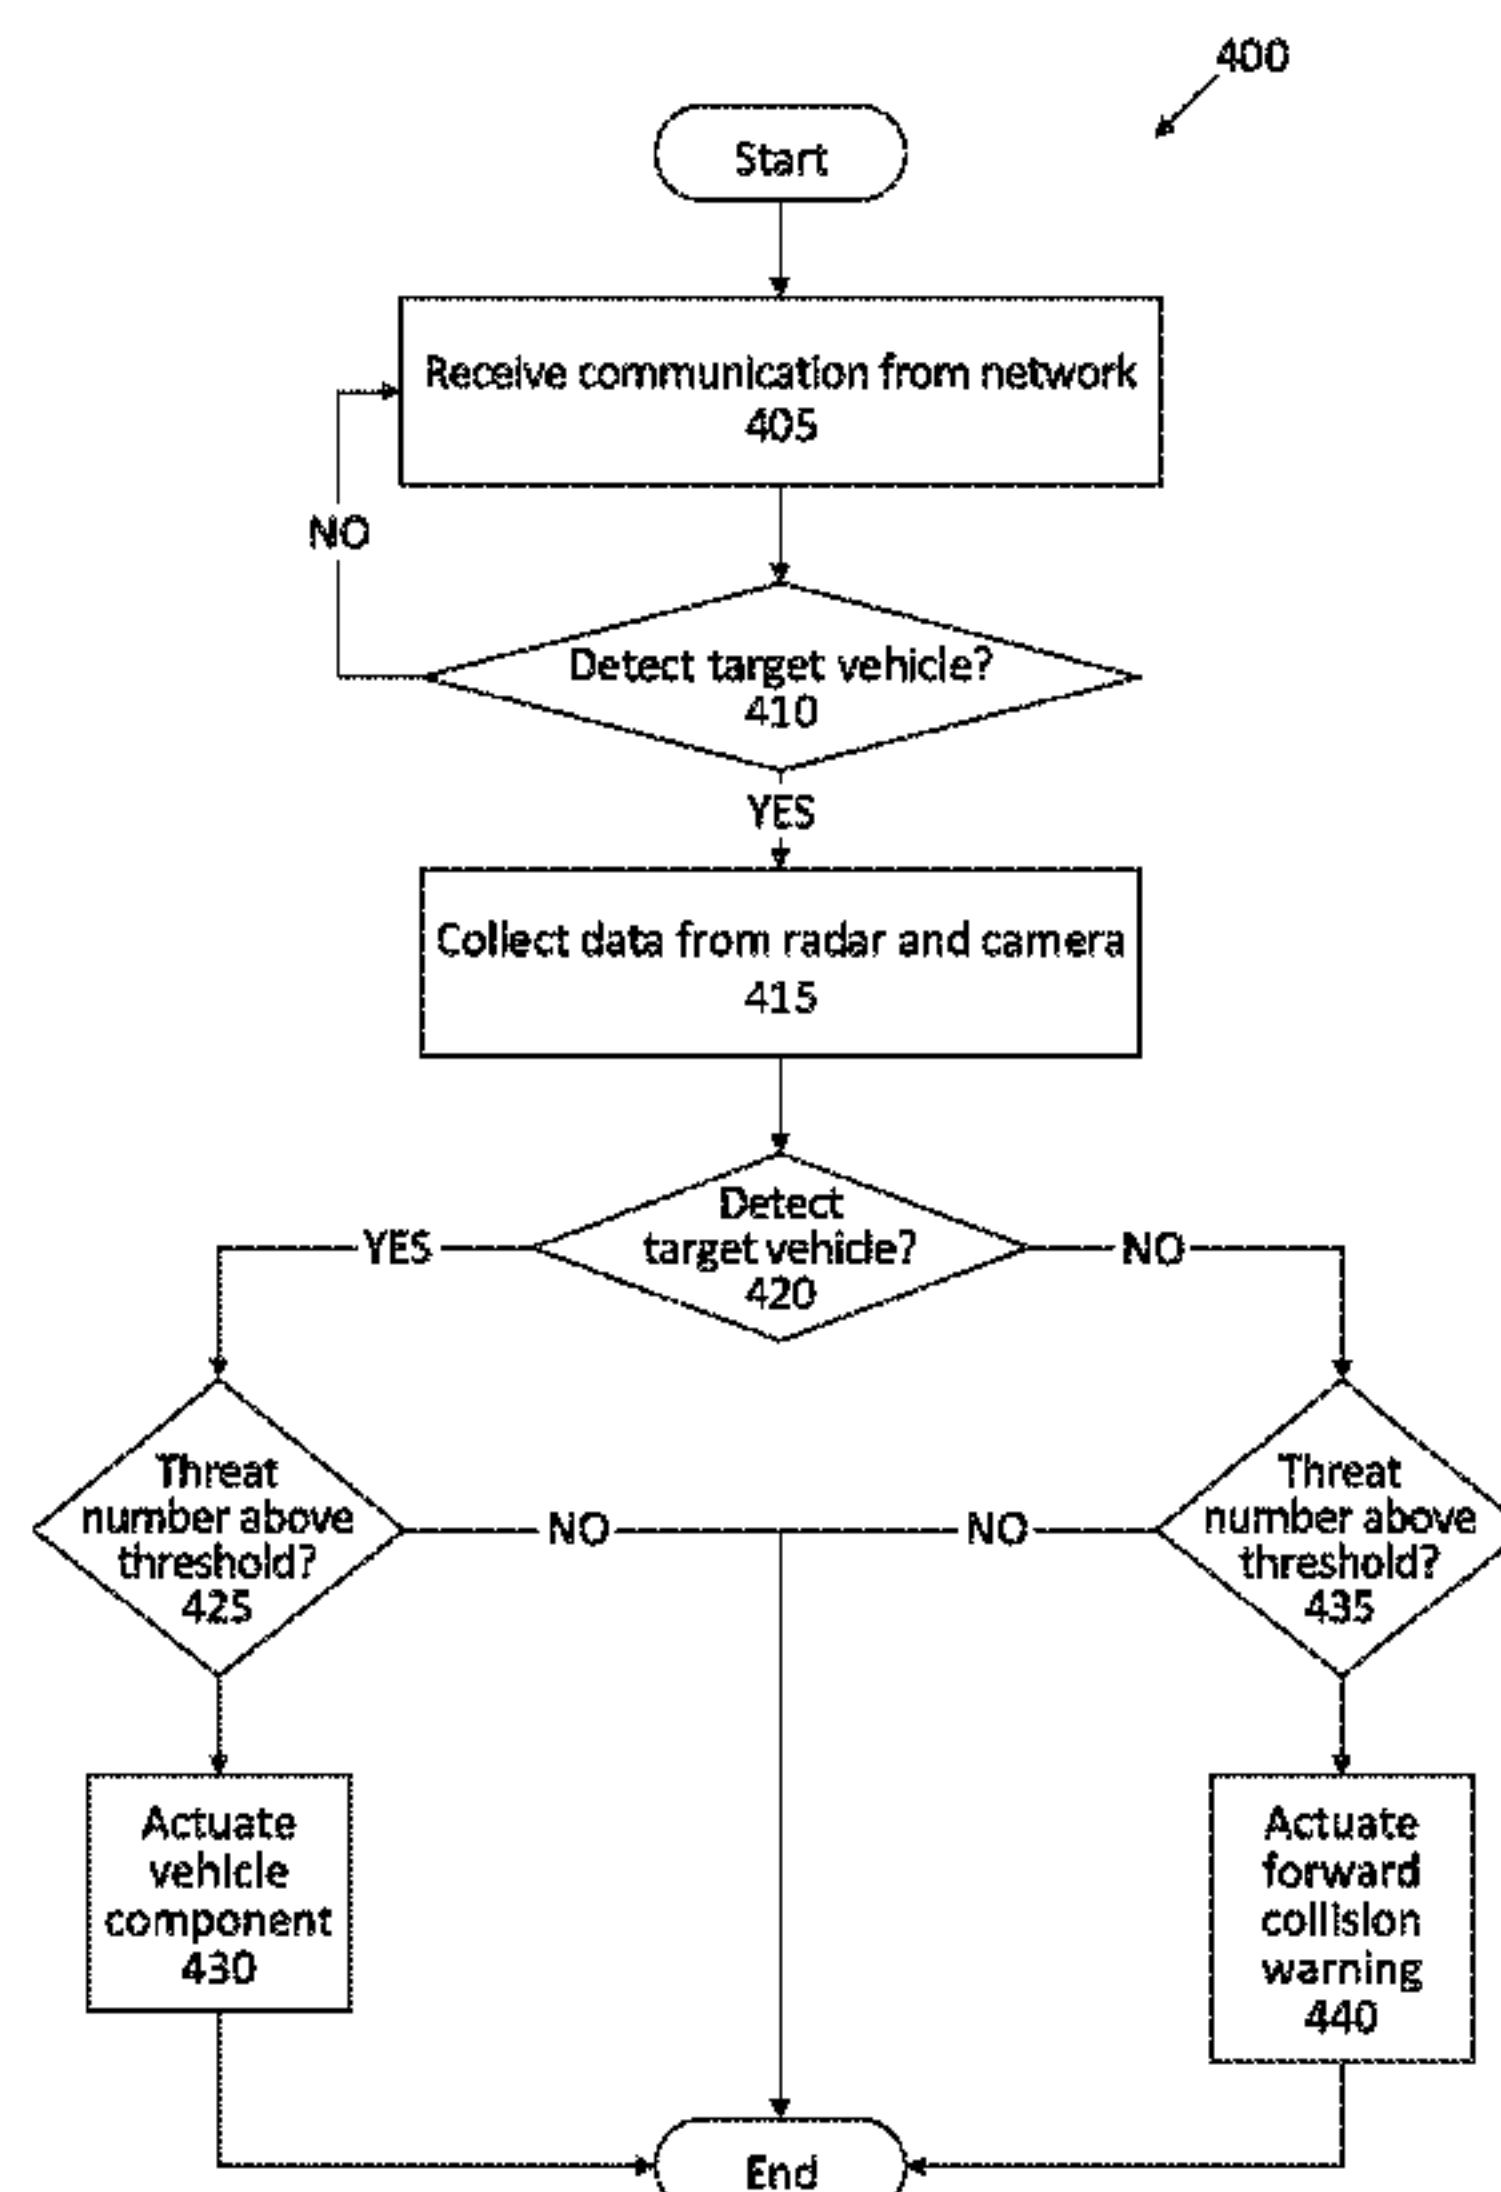 400
Start
Receive communication from network
405
NO
Detect target vehicle?
410
YES
Collect data from radar and camera
415
Detect
target vehicle?
420
YES
NO
Threat
number above
threshold?
425
NO
NO
Threat
number above
threshold?
435
Actuate
vehicle
component
430
Actuate
forward
collision
warning
440
End